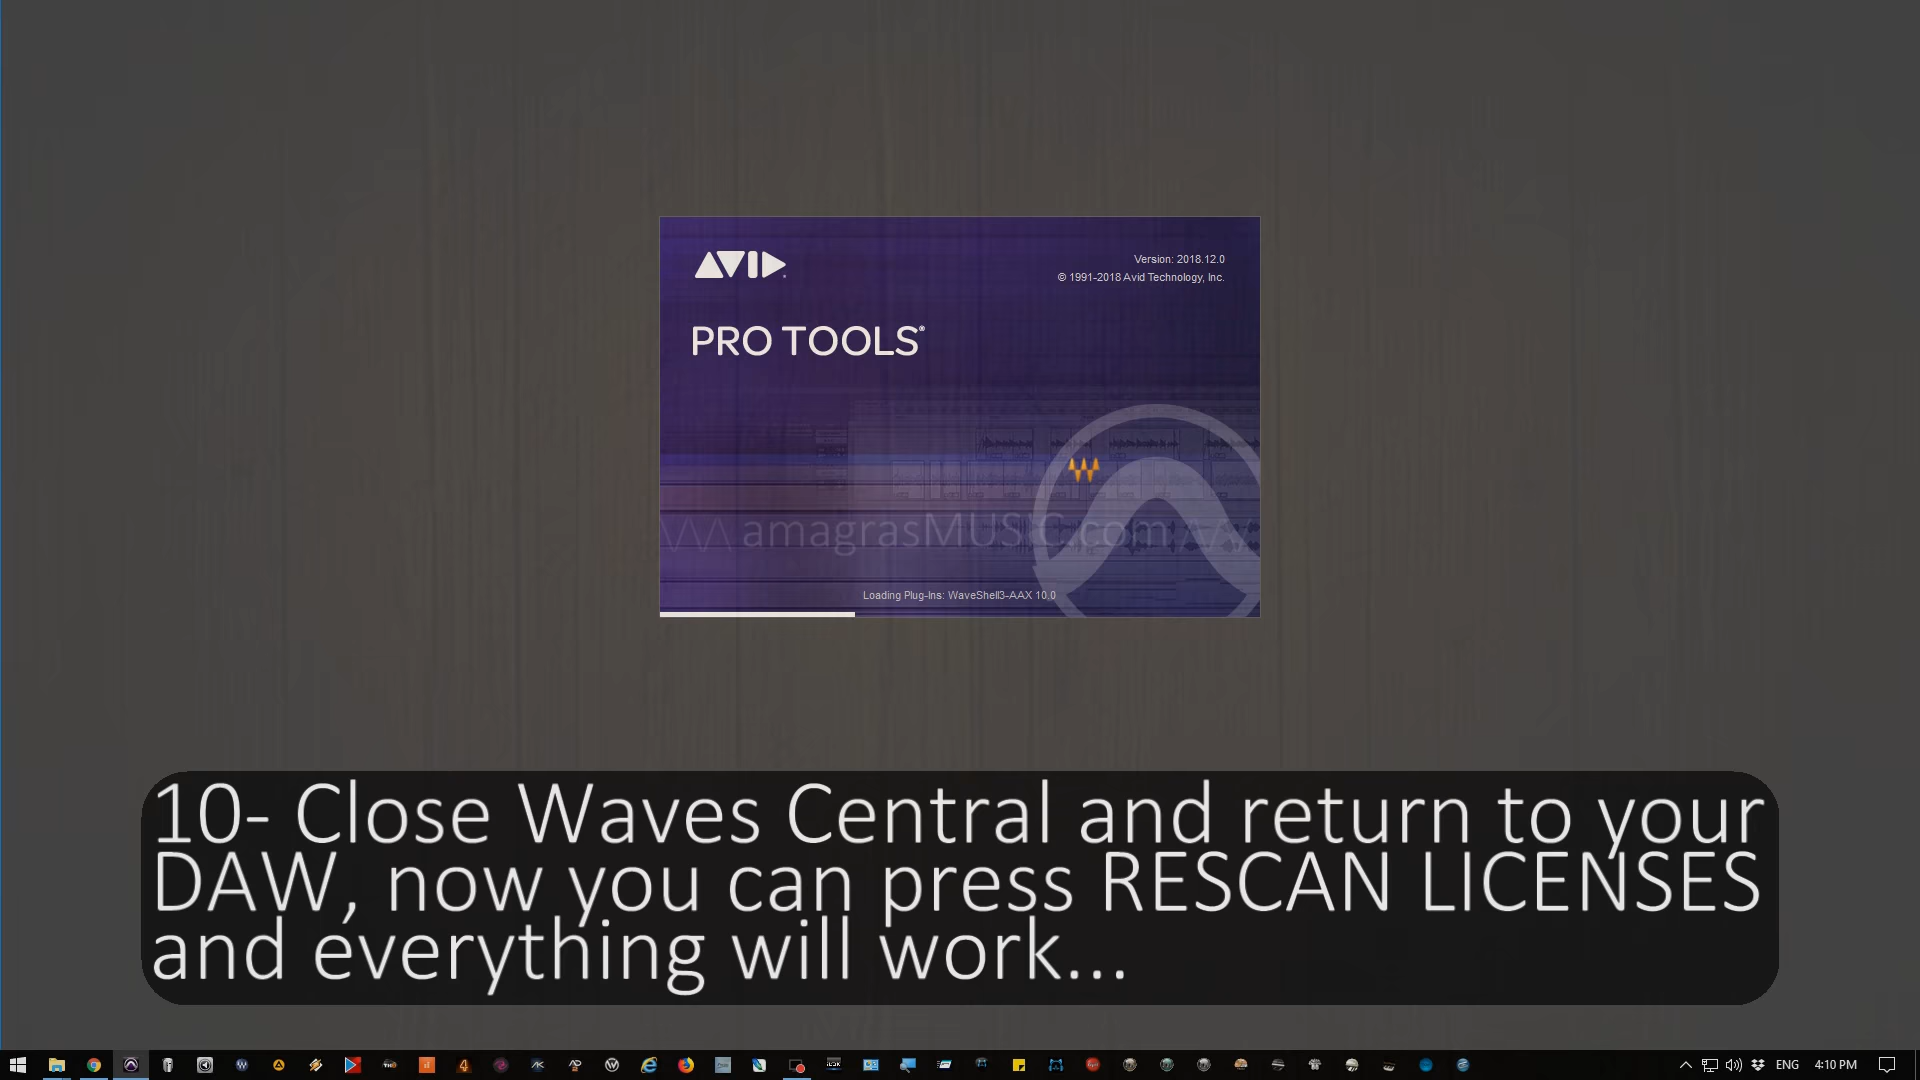 AVID
Version: 2018.12.0
© 1991-2018 Avid Technology, Inc.
PRO TOOLS®
amagrasMUSIC.com
Loading Plug-Ins: WaveShell3-AAX 10.0
10- Close Waves Central and return to your
DAW, now you can press RESCAN LICENSES
and everything will work...
ENG
4:10 PM